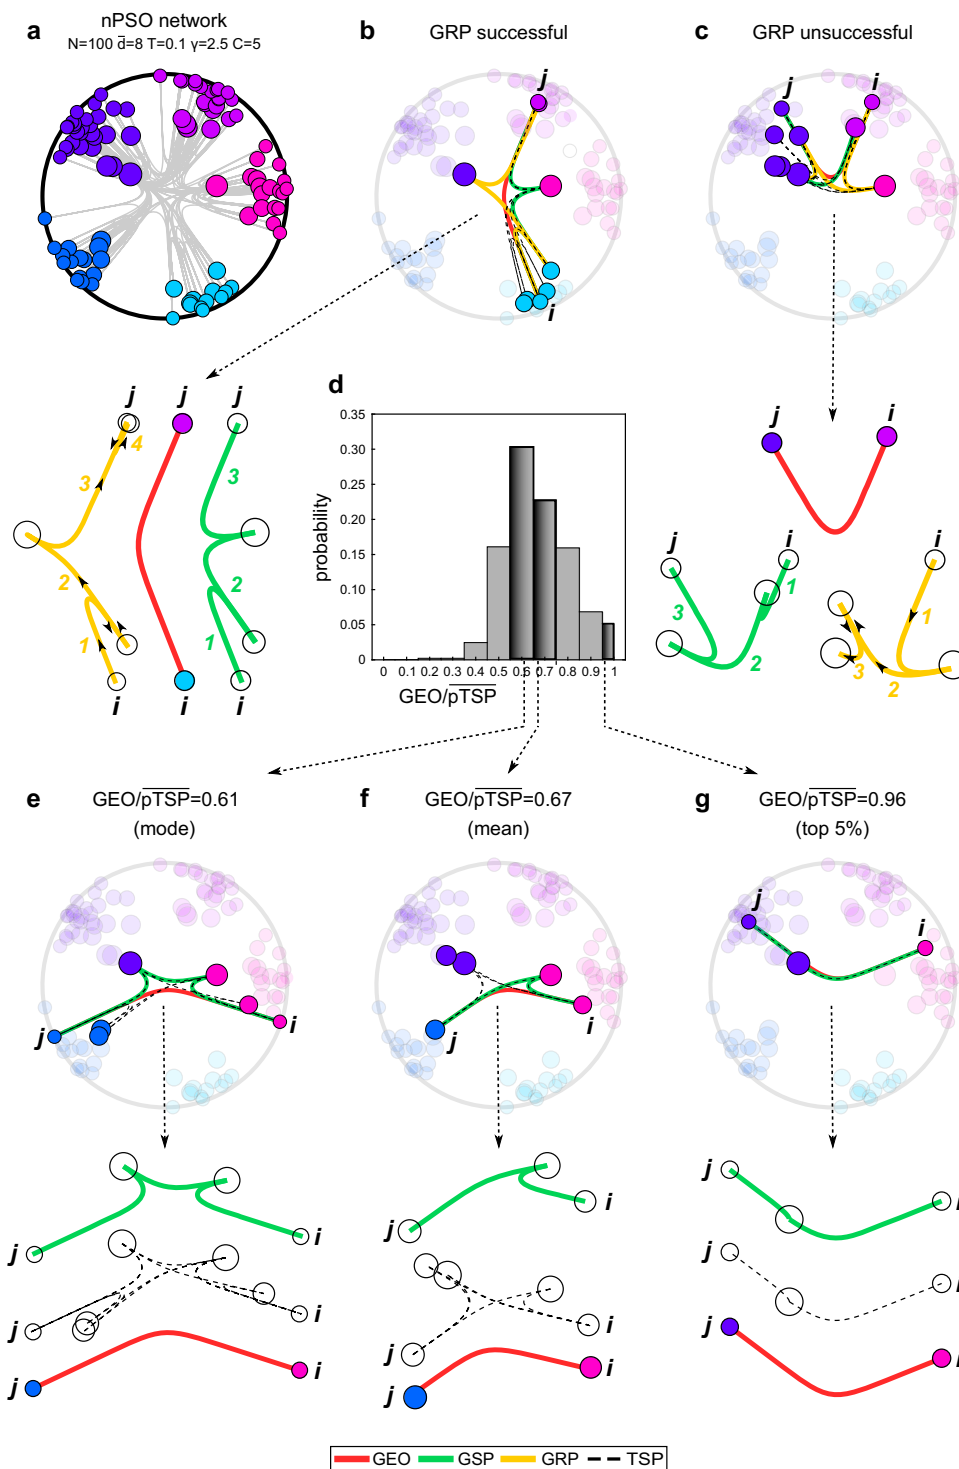 a
nPSO network
N=100 d̅=8 T=0.1 γ=2.5 C=5
b
GRP successful
c
GRP unsuccessful
j
i
j
i
j
j
j
4
3
2
1
3
2
1
i
i
i
d
0.35
0.30
0.25
0.20
0.15
0.10
0.05
0
probability
0 0.1 0.2 0.3 0.4 0.5 0.6 0.7 0.8 0.9 1
GEO/p̅T̅S̅P̅
j
i
j
i
3
1
2
i
1
2
3
e
GEO/p̅T̅S̅P̅=0.61
(mode)
f
GEO/p̅T̅S̅P̅=0.67
(mean)
g
GEO/p̅T̅S̅P̅=0.96
(top 5%)
j
i
j
i
j
i
j
i
j
i
j
i
j
i
j
i
j
i
j
i
j
i
j
i
GEO GSP GRP TSP